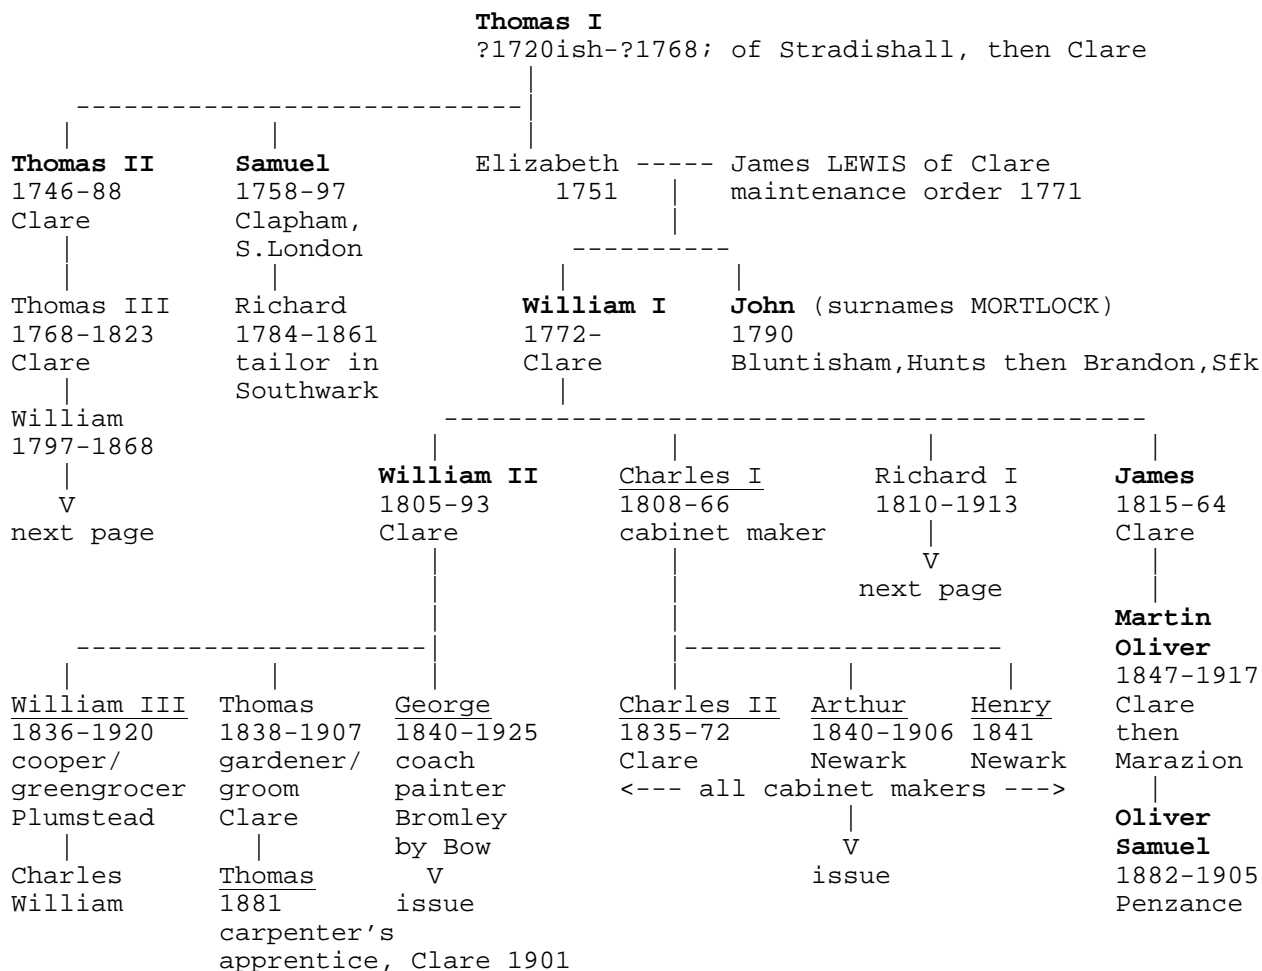 Thomas I
?1720ish-?1768; of Stradishall, then Clare
Thomas II Samuel Elizabeth ----- James LEWIS of Clare
1746-88 1758-97 1751 maintenance order 1771
Clare Clapham,
S.London
Thomas III Richard William I John (surnames MORTLOCK)
1768-1823 1784-1861 1772- 1790
Clare tailor in Clare Bluntisham,Hunts then Brandon,Sfk
Southwark
William
1797-1868
William II Charles I Richard I James
V 1805-93 1808-66 1810-1913 1815-64
next page Clare cabinet maker Clare
V
next page
Martin
Oliver
1847-1917
William III Thomas George Charles II Arthur Henry Clare
1836-1920 1838-1907 1840-1925 1835-72 1840-1906 1841 then
cooper/ gardener/ coach Clare Newark Newark Marazion
greengrocer groom painter <--- all cabinet makers --->
Plumstead Clare Bromley Oliver
by Bow V Samuel
Charles Thomas V issue 1882-1905
William 1881 issue Penzance
carpenter's
apprentice, Clare 1901